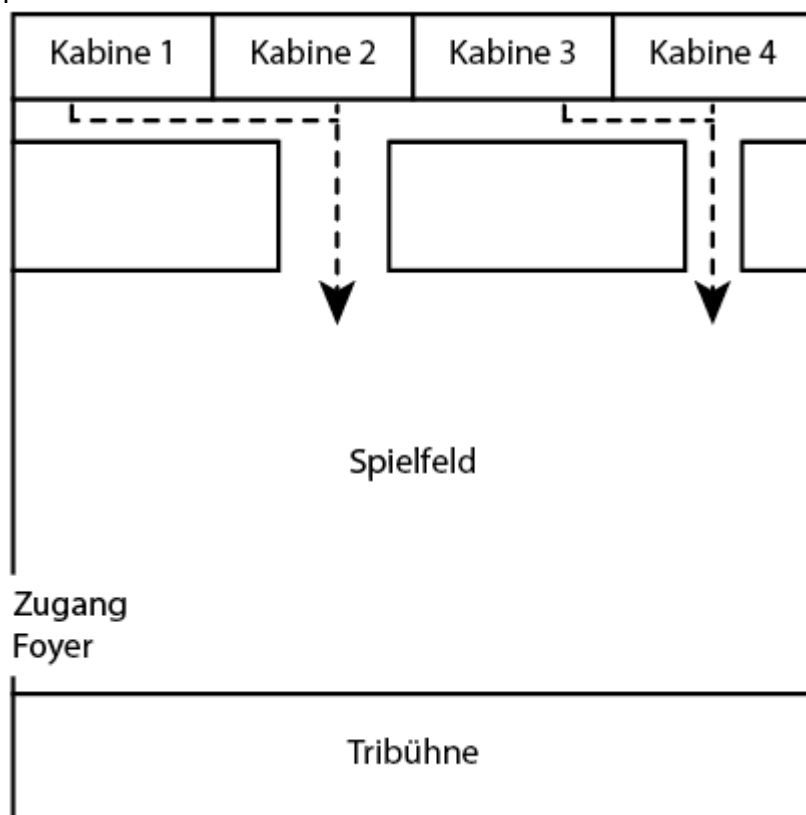 Kabine 1 Kabine 2 Kabine 3 Kabine 4
Spielfeld
Zugang
Foyer
Tribühne